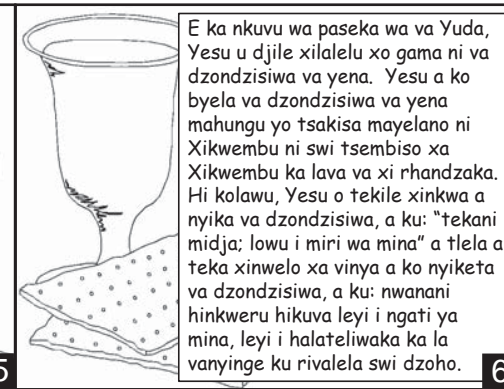 E ka nkuvu wa paseka wa va Yuda,
Yesu u djile xilalelu xo gama ni va
dzondzisiwa va yena. Yesu a ko
byela va dzondzisiwa va yena
mahungu yo tsakisa mayelano ni
Xikwembu ni swi tsembiso xa
Xikwembu ka lava va xi rhandzaka.
Hi kolawu, Yesu o tekile xinkwa a
nyika va dzondzisiwa, a ku: “tekani
midja; lowu i miri wa mina” a tlela a
teka xinwelo xa vinya a ko nyiketa
va dzondzisiwa, a ku: nwanani
hinkweru hikuva leyi i ngati ya
mina, leyi i halateliwaka ka la
vanyinge ku rivalela swi dzoho.
5
6